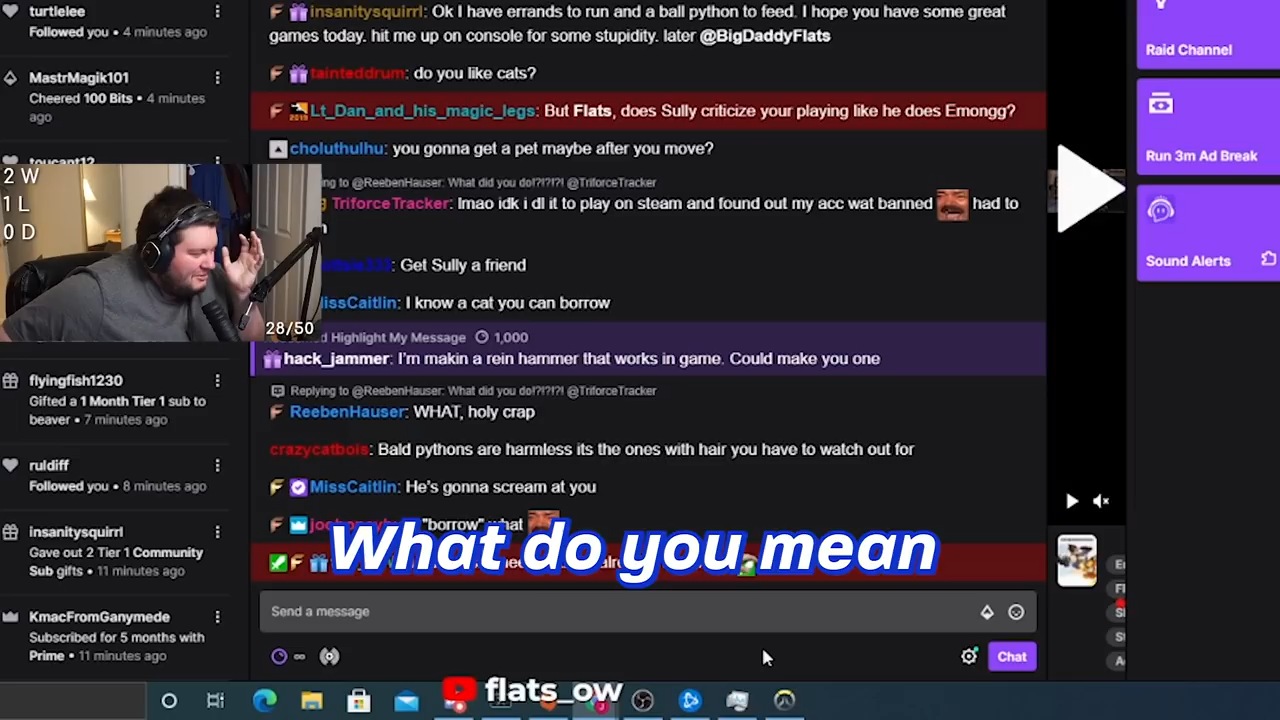 turtlelee
Followed you • 4 minutes ago
MastrMagik101
Cheered 100 Bits • 4 minutes
ago
toucant12
2 W
1 L
0 D
28/50
flyingfish1230
Gifted a 1 Month Tier 1 sub to
beaver • 7 minutes ago
ruldiff
Followed you • 8 minutes ago
insanitysquirrl
Gave out 2 Tier 1 Community
Sub gifts • 11 minutes ago
KmacFromGanymede
Subscribed for 5 months with
Prime • 11 minutes ago
insanitysquirrl: Ok I have errands to run and a ball python to feed. I hope you have some great
games today. hit me up on console for some stupidity. later @BigDaddyFlats
tainteddrum: do you like cats?
Lt_Dan_and_his_magic_legs: But Flats, does Sully criticize your playing like he does Emongg?
choluthulhu: you gonna get a pet maybe after you move?
to @ReebenHauser: What did you do!?!?!?! @TriforceTracker
TriforceTracker: lmao idk i dl it to play on steam and found out my acc wat banned had to
: Get Sully a friend
MissCaitlin: I know a cat you can borrow
Highlight My Message 1,000
hack_jammer: I'm makin a rein hammer that works in game. Could make you one
Replying to @ReebenHauser: What did you do!?!?!?! @TriforceTracker
ReebenHauser: WHAT, holy crap
crazycatbois: Bald pythons are harmless its the ones with hair you have to watch out for
MissCaitlin: He's gonna scream at you
"borrow" what
What do you mean
Send a message
Chat
Raid Channel
Run 3m Ad Break
Sound Alerts
flats_ow